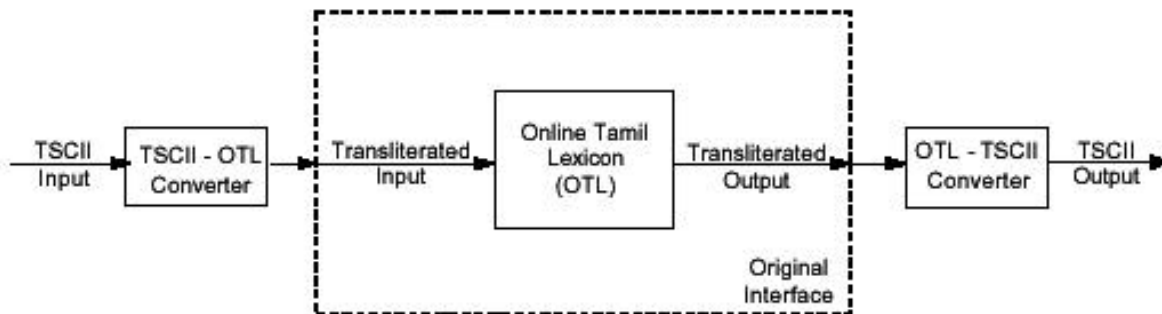 TSCII
Input
TSCII - OTL
Converter
Transliterated
Input
Online Tamil
Lexicon
(OTL)
Transliterated
Output
OTL - TSCII
Converter
TSCII
Output
Original
Interface